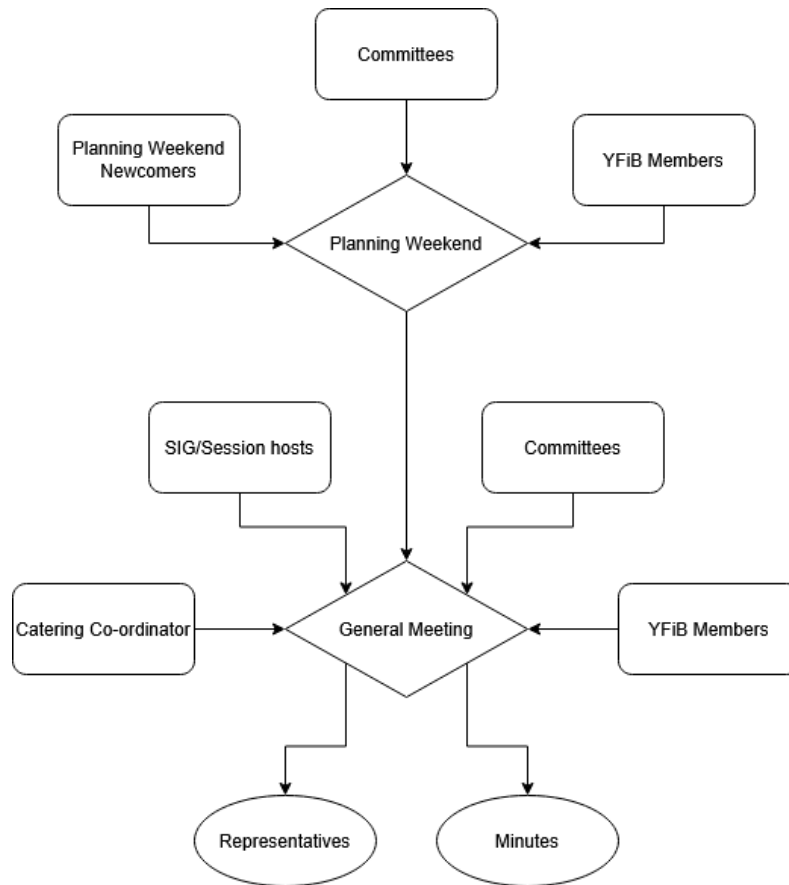 Committees
Planning Weekend
Newcomers
YFiB Members
Planning Weekend
SIG/Session hosts
Committees
Catering Co-ordinator
General Meeting
YFiB Members
Representatives
Minutes